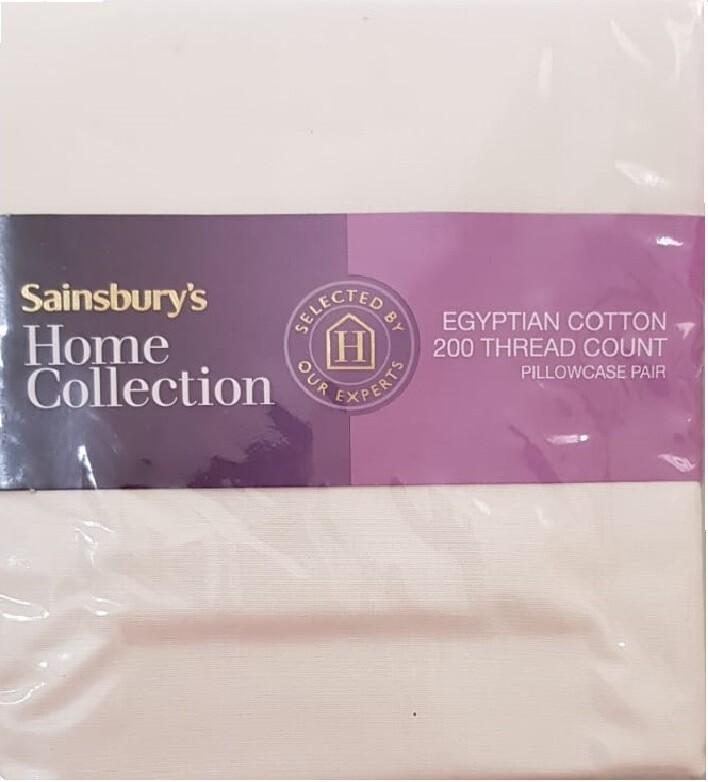 Sainsbury's
Home
Collection
SELECTED BY
H
OUR EXPERTS
EGYPTIAN COTTON
200 THREAD COUNT
PILLOWCASE PAIR